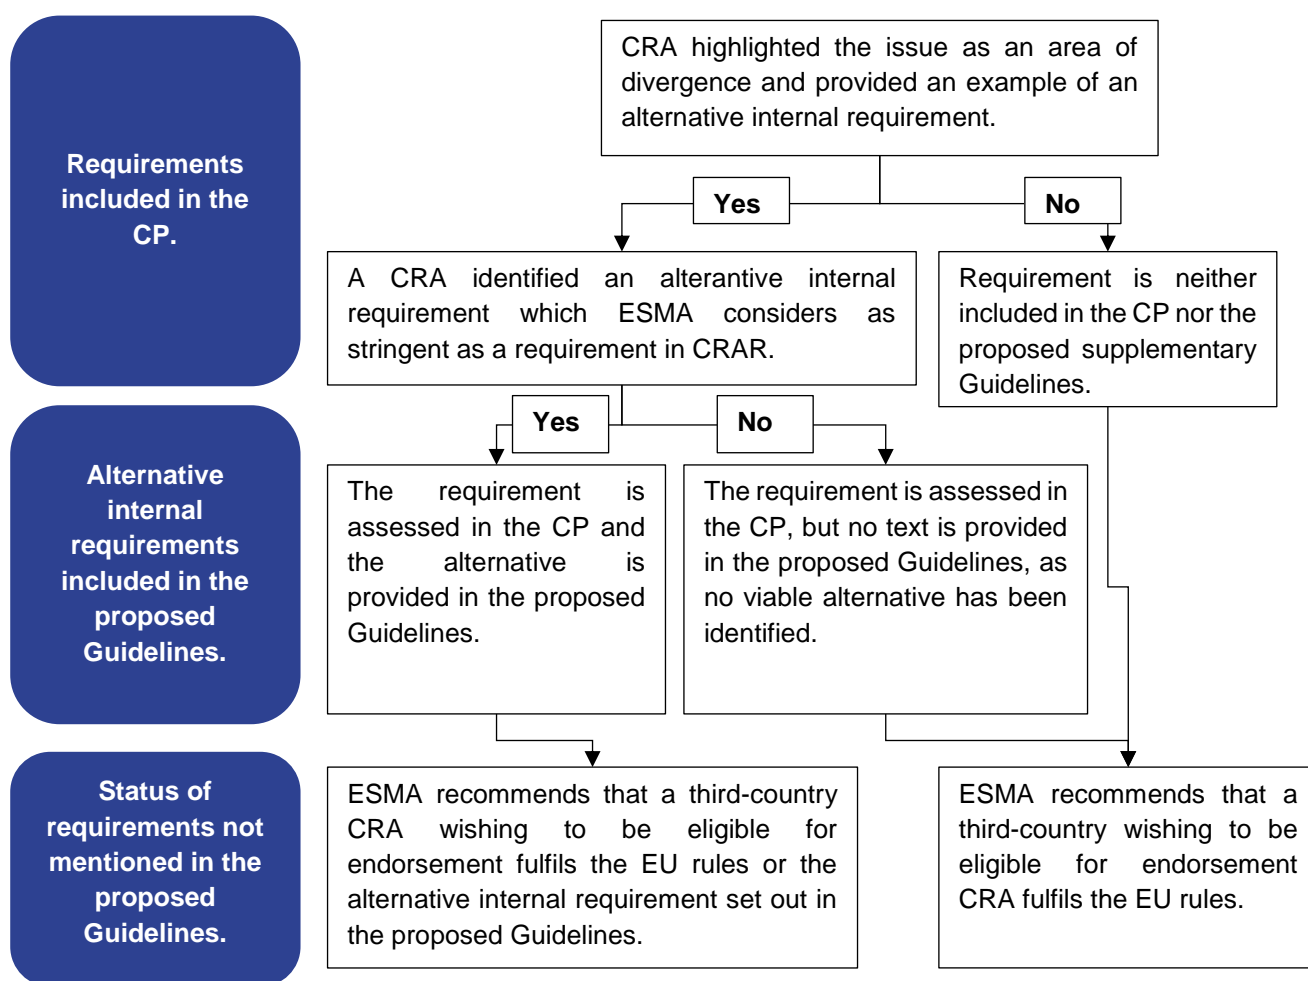 Requirements
included in the
CP.
CRA highlighted the issue as an area of
divergence and provided an example of an
alternative internal requirement.
Yes
No
A CRA identified an alterantive internal
requirement which ESMA considers as
stringent as a requirement in CRAR.
Requirement is neither
included in the CP nor the
proposed supplementary
Guidelines.
Alternative
internal
requirements
included in the
proposed
Guidelines.
Yes
No
The requirement is
assessed in the CP and
the alternative is
provided in the proposed
Guidelines.
The requirement is assessed in
the CP, but no text is provided
in the proposed Guidelines, as
no viable alternative has been
identified.
Status of
requirements not
mentioned in the
proposed
Guidelines.
ESMA recommends that a third-country
CRA wishing to be eligible for
endorsement fulfils the EU rules or the
alternative internal requirement set out in
the proposed Guidelines.
ESMA recommends that a
third-country wishing to be
eligible for endorsement
CRA fulfils the EU rules.